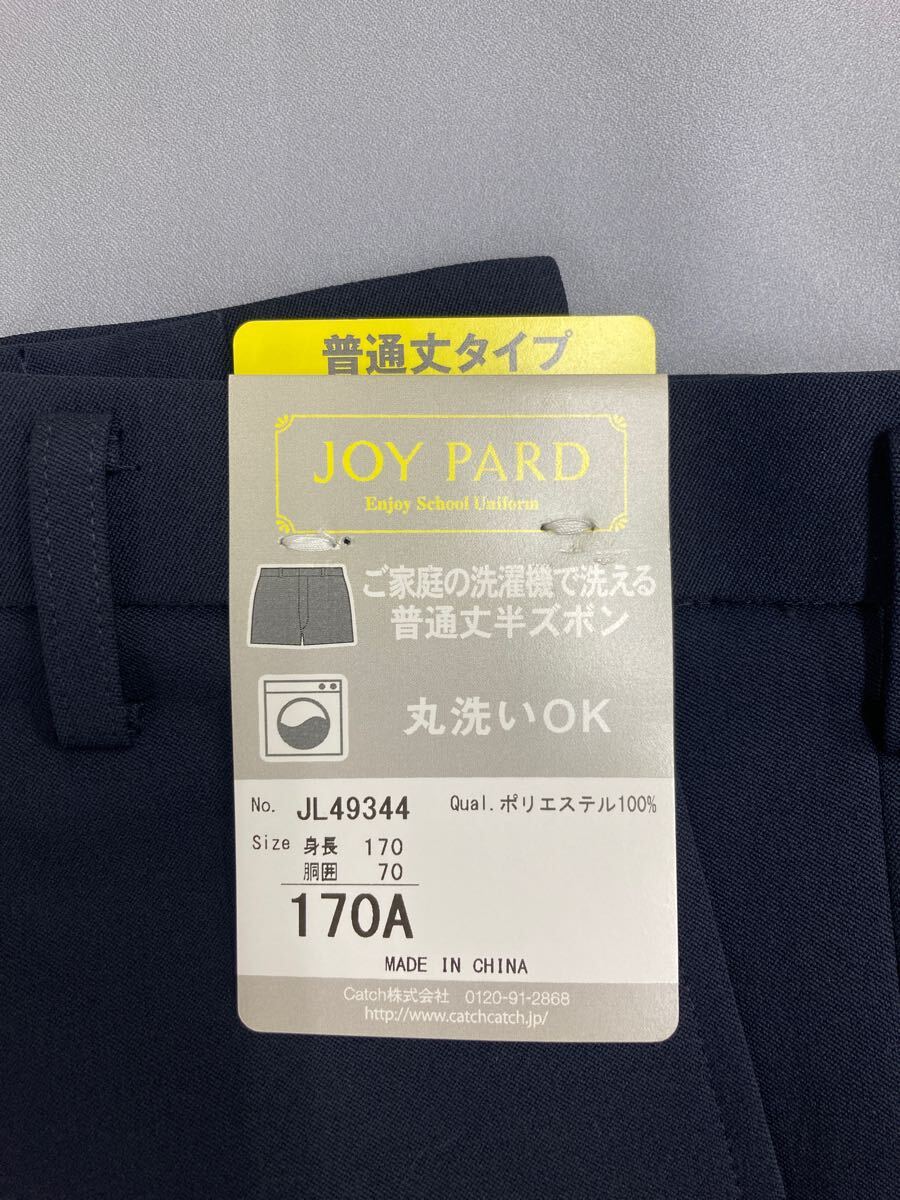 普通丈タイプ
JOY PARD
Enjoy School Uniform
ご家庭の洗濯機で洗える
普通丈半ズボン
丸洗いOK
No. JL49344 Qual.ポリエステル100%
Size 身長 170
胴囲 70
170A
MADE IN CHINA
Catch株式会社 0120-91-2868
http://www.catchcatch.jp/